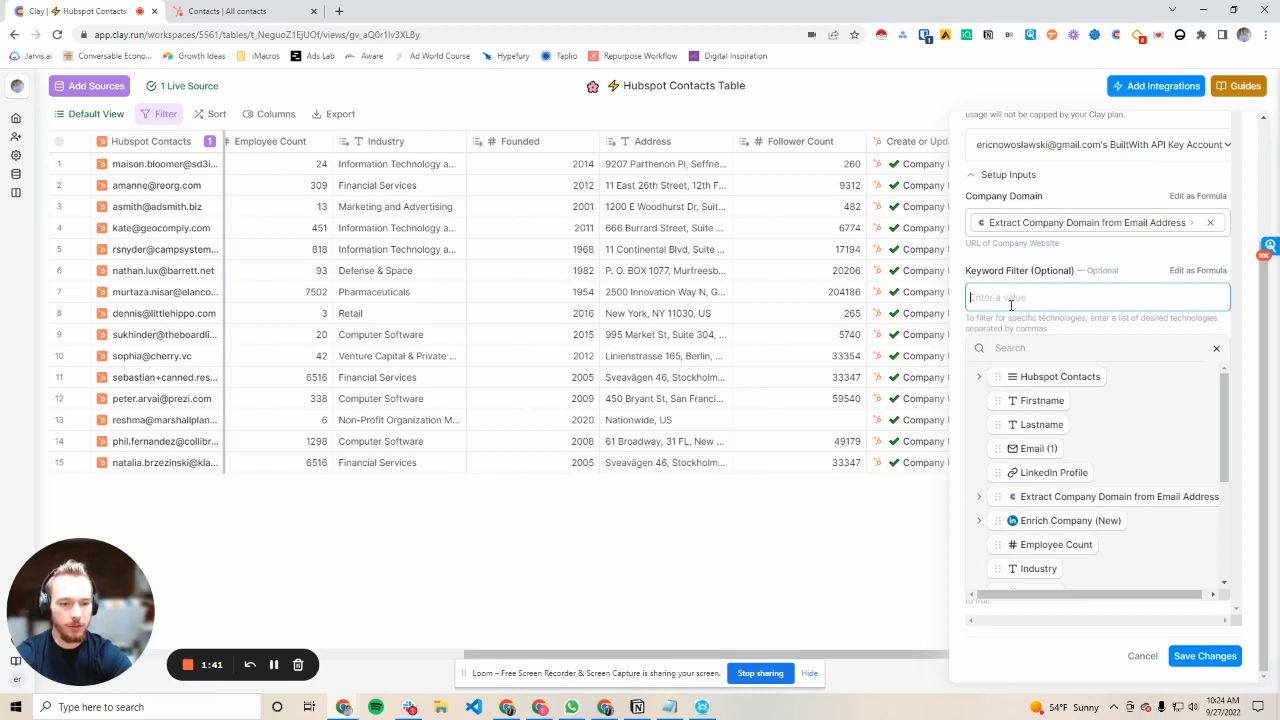 Clay | ⚡ Hubspot Contacts
Contacts | All contacts
app.clay.run/workspaces/5561/tables/t_NeguoZ1EjUOf/views/gv_aQ0r1Iv3XLBy
Jarvis.ai
Conversable Econo...
Growth Ideas
iMacros
Ads Lab
Aware
Ad World Course
Hypefury
Taplio
Repurpose Workflow
Digital Inspiration
Add Sources
1 Live Source
Hubspot Contacts Table
Add Integrations
Guides
Default View
Filter
Sort
Columns
Export
Hubspot Contacts 1 Employee Count Industry Founded Address Follower Count Create or Upd
1 maison.bloomer@sd3i... 24 Information Technology a... 2014 9207 Parthenon Pl, Seffne... 260 Company
2 amanne@reorg.com 309 Financial Services 2012 11 East 26th Street, 12th F... 9312 Company
3 asmith@adsmith.biz 13 Marketing and Advertising 2001 1200 E Woodhurst Dr, Suit... 482 Company
4 kate@geocomply.com 456 Information Technology a... 2011 666 Burrard Street, Suite ... 6774 Company
5 rsnyder@campsystem... 818 Information Technology a... 1968 11 Continental Blvd, Suite ... 17194 Company
6 nathan.lux@barrett.net 93 Defense & Space 1982 P. O. BOX 1077, Murfreesb... 20206 Company
7 murtaza.nisar@elanco... 7502 Pharmaceuticals 1954 2500 Innovation Way N, G... 204186 Company
8 dennis@littlehippo.com 3 Retail 2016 New York, NY 11030, US 265 Company
9 sukhinder@theboardli... 22 Computer Software 2015 995 Market St, Suite 304, ... 5740 Company
10 sophia@cherry.vc 42 Venture Capital & Private ... 2012 Linienstrasse 165, Berlin, ... 33354 Company
11 sebastian+canned.res... 6516 Financial Services 2005 Sveavägen 46, Stockholm... 33347 Company
12 peter.arvai@prezi.com 338 Computer Software 2009 450 Bryant St, San Franci... 59540 Company
13 reshma@marshallplan... 6 Non-Profit Organization M... 2020 Nationwide, US Company
14 phil.fernandez@collibr... 1298 Computer Software 2008 61 Broadway, 31 FL, New ... 49179 Company
15 natalia.brzezinski@kla... 6516 Financial Services 2005 Sveavägen 46, Stockholm... 33347 Company
usage will not be capped by your Clay plan.
ericnowoslawski@gmail.com's BuiltWith API Key Account
Setup Inputs
Company Domain Edit as Formula
Extract Company Domain from Email Address
URL of Company Website
Keyword Filter (Optional) — Optional Edit as Formula
Enter a value
To filter for specific technologies, enter a list of desired technologies
separated by commas
Search
Hubspot Contacts
Firstname
Lastname
Email (1)
LinkedIn Profile
Extract Company Domain from Email Address
Enrich Company (New)
Employee Count
Industry
to true.
Cancel
Save Changes
10K
1:41
Loom – Free Screen Recorder & Screen Capture is sharing your screen.
Stop sharing
Hide
er
Type here to search
54°F Sunny
10:24 AM
9/27/2022